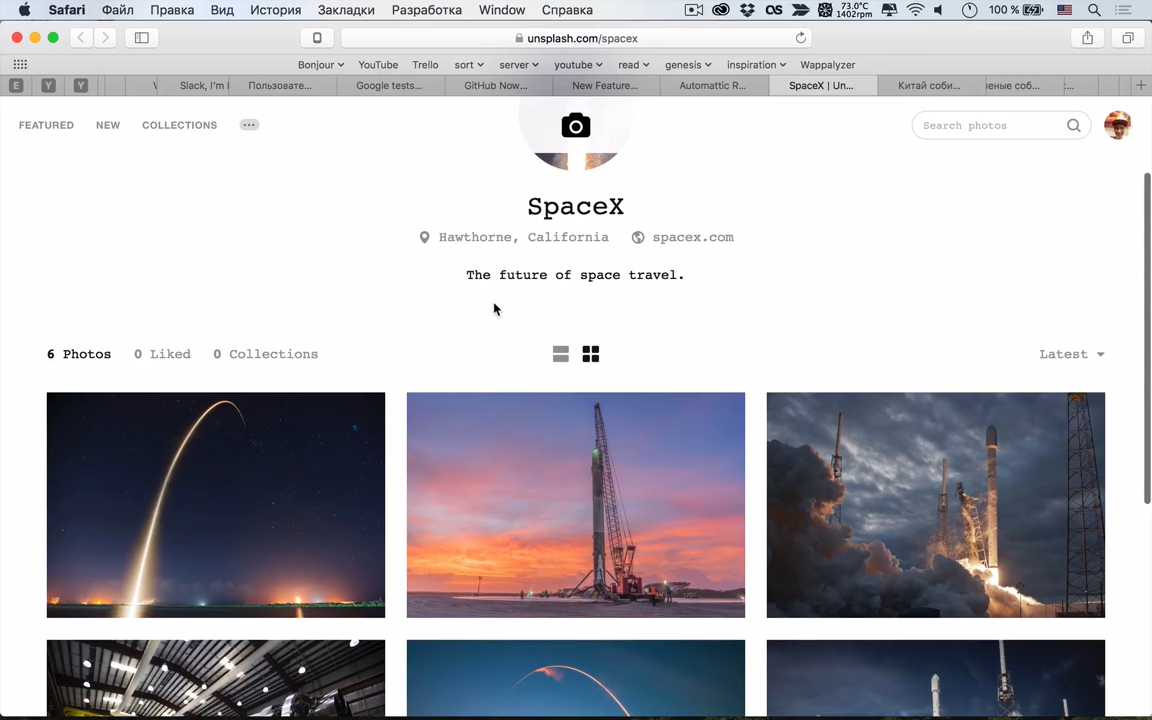 Safari Файл Правка Вид История Закладки Разработка Window Справка 73.0°C 1402rpm 100 %
unsplash.com/spacex
Bonjour YouTube Trello sort server youtube read genesis inspiration Wappalyzer
E Y Y Slack, I'm Пользовате... Google tests... GitHub Now... New Feature... Automattic R... SpaceX | Un... Китай соби...
FEATURED NEW COLLECTIONS Search photos
SpaceX
Hawthorne, California spacex.com
The future of space travel.
6 Photos 0 Liked 0 Collections Latest